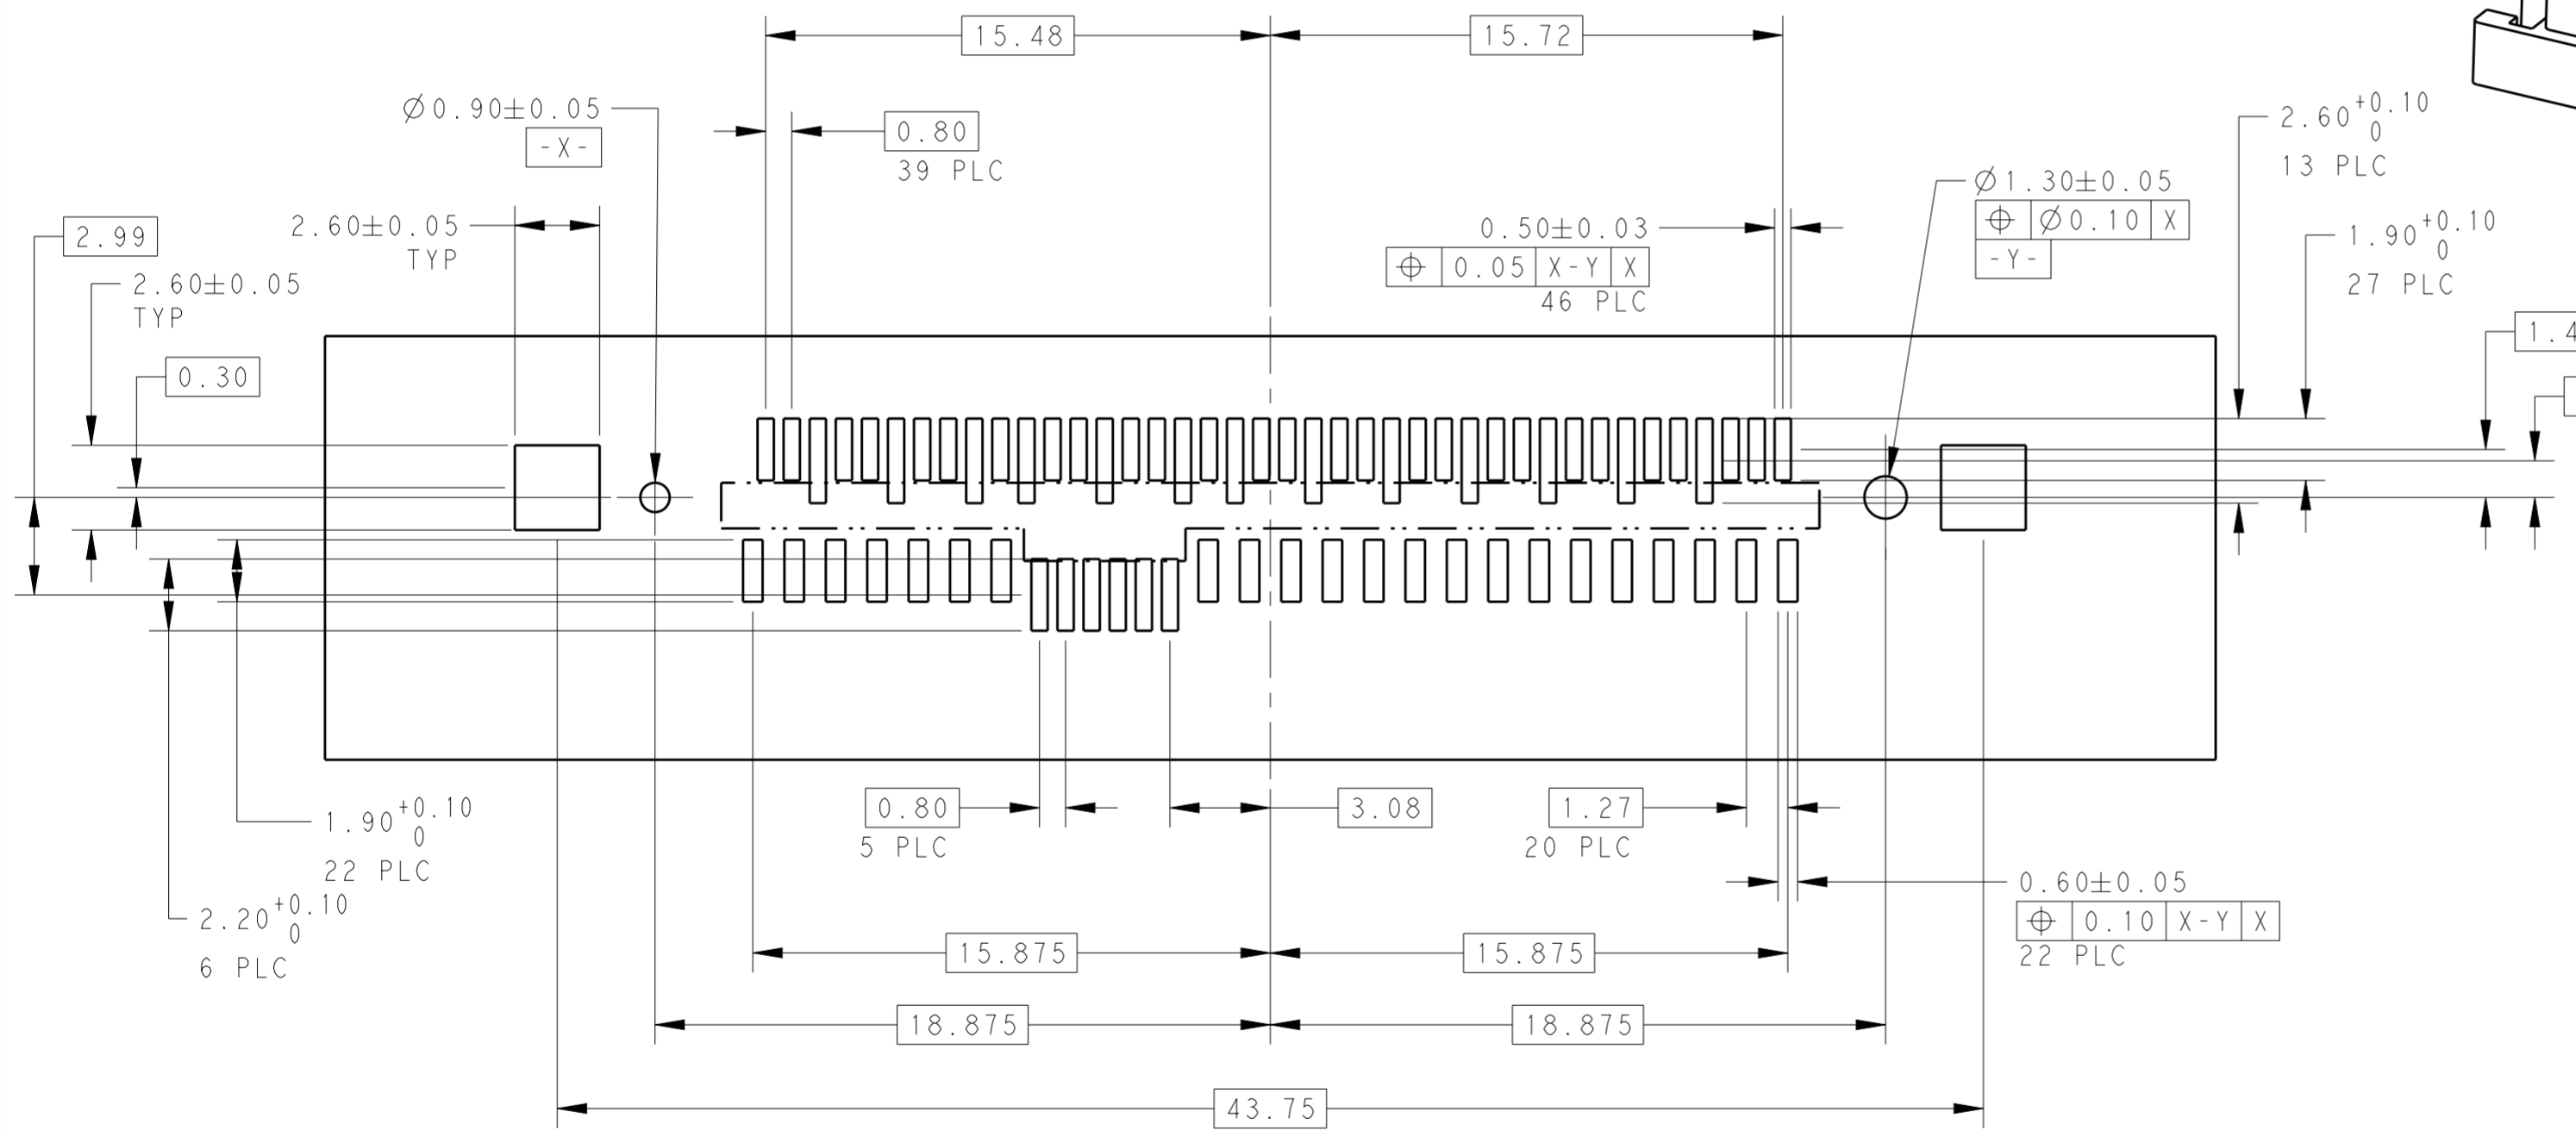 15.48
15.72
Ø0.90±0.05
-X-
0.80
39 PLC
2.60 +0.10 0
13 PLC
Ø1.30±0.05
⌖ Ø0.10 X
-Y-
2.99
2.60±0.05
TYP
0.50±0.03
⌖ 0.05 X-Y X
46 PLC
1.90 +0.10 0
27 PLC
2.60±0.05
TYP
0.30
0.80
5 PLC
3.08
1.27
20 PLC
1.90 +0.10 0
22 PLC
2.20 +0.10 0
6 PLC
0.60±0.05
⌖ 0.10 X-Y X
22 PLC
15.875
15.875
18.875
18.875
43.75